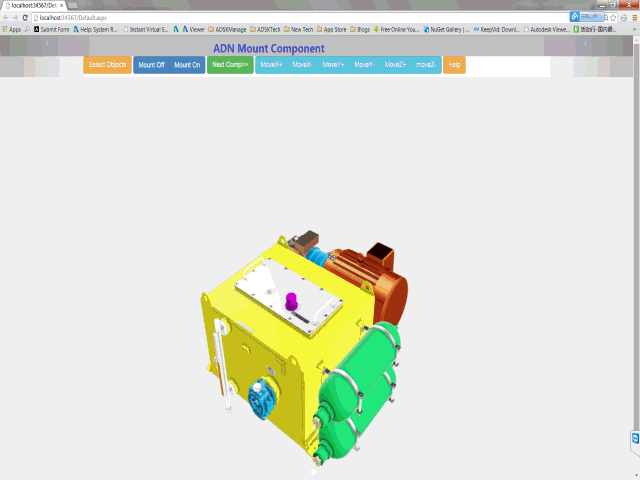 localhost:34567/Def
localhost:34567/Default.aspx
Apps
Submit Form
Help: System R...
Instant Virtual E...
Viewer
ADSKManage
ADSKTech
New Tech
App Store
Blogs
Free Online You...
NuGet Gallery | ...
KeepVid: Downl...
Autodesk Viewe...
ADN Mount Component
Select Objects
Mount Off
Mount On
Next Comp>>
MoveX+
MoveX-
MoveY+
MoveY-
MoveZ+
moveZ-
Help